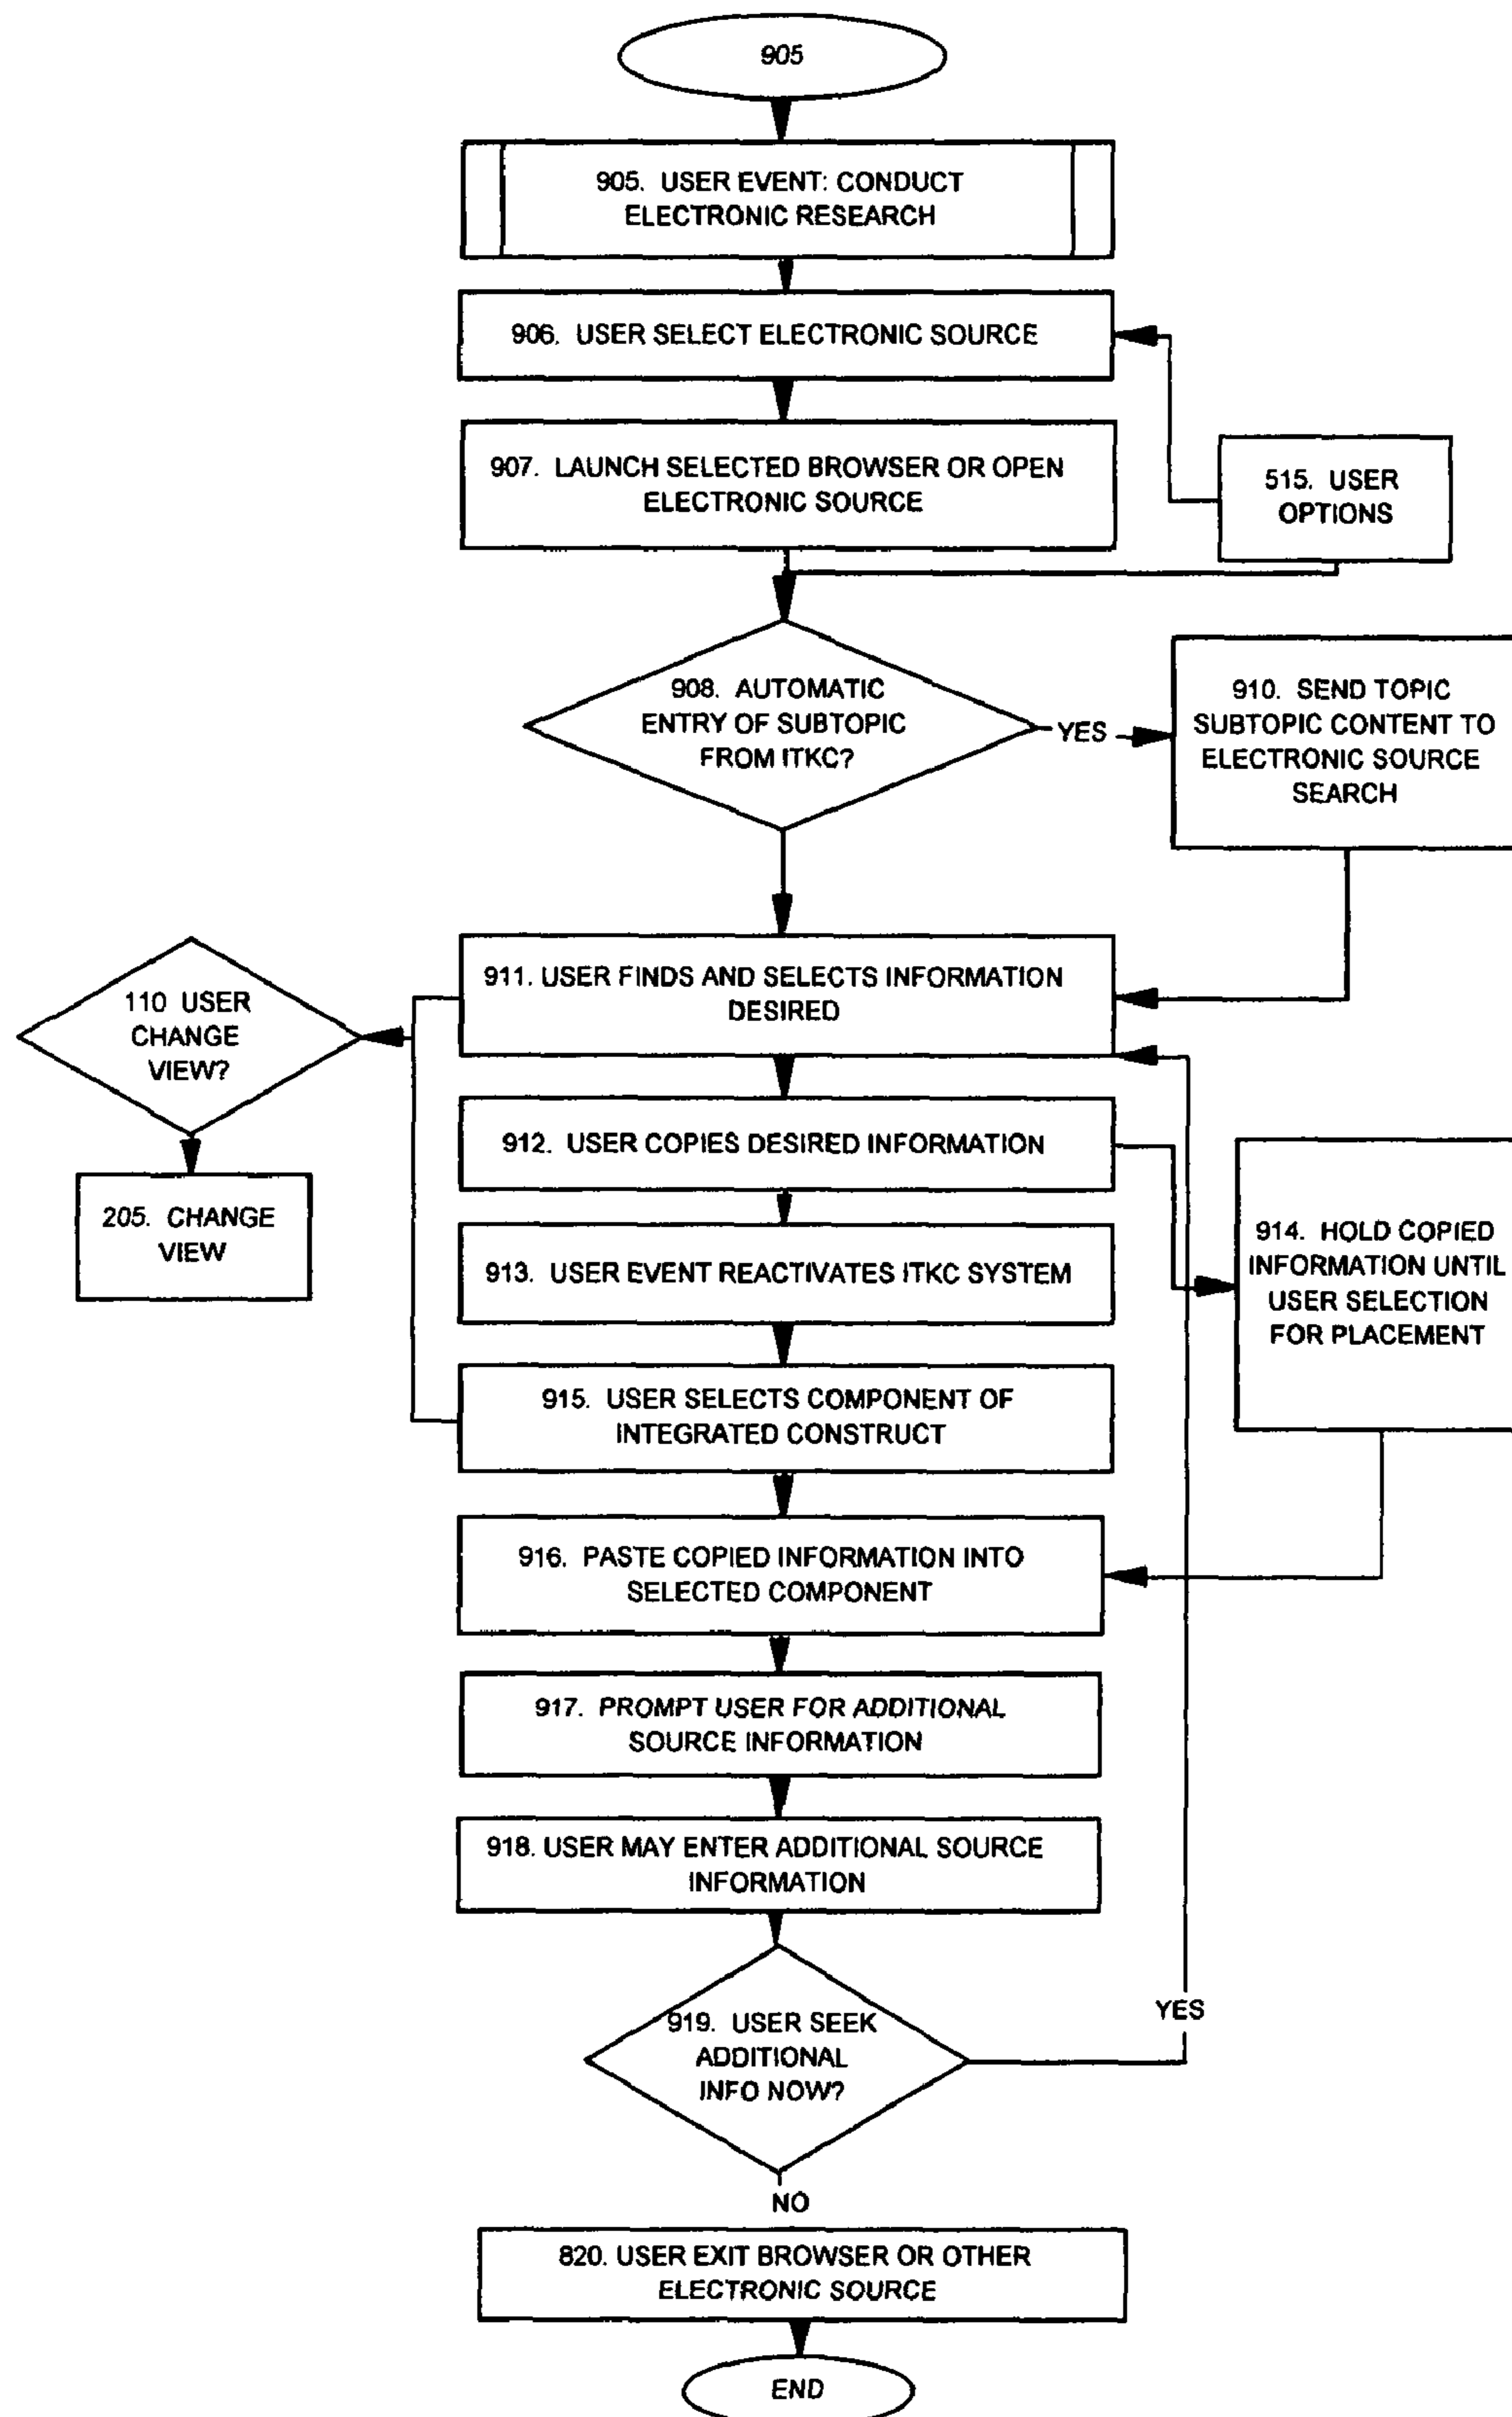 905
905. USER EVENT: CONDUCT
ELECTRONIC RESEARCH
906. USER SELECT ELECTRONIC SOURCE
907. LAUNCH SELECTED BROWSER OR OPEN
ELECTRONIC SOURCE
515. USER
OPTIONS
908. AUTOMATIC
ENTRY OF SUBTOPIC
FROM ITKC?
YES
910. SEND TOPIC
SUBTOPIC CONTENT TO
ELECTRONIC SOURCE
SEARCH
911. USER FINDS AND SELECTS INFORMATION
DESIRED
110 USER
CHANGE
VIEW?
205. CHANGE
VIEW
912. USER COPIES DESIRED INFORMATION
913. USER EVENT REACTIVATES ITKC SYSTEM
914. HOLD COPIED
INFORMATION UNTIL
USER SELECTION
FOR PLACEMENT
915. USER SELECTS COMPONENT OF
INTEGRATED CONSTRUCT
916. PASTE COPIED INFORMATION INTO
SELECTED COMPONENT
917. PROMPT USER FOR ADDITIONAL
SOURCE INFORMATION
918. USER MAY ENTER ADDITIONAL SOURCE
INFORMATION
919. USER SEEK
ADDITIONAL
INFO NOW?
YES
NO
820. USER EXIT BROWSER OR OTHER
ELECTRONIC SOURCE
END